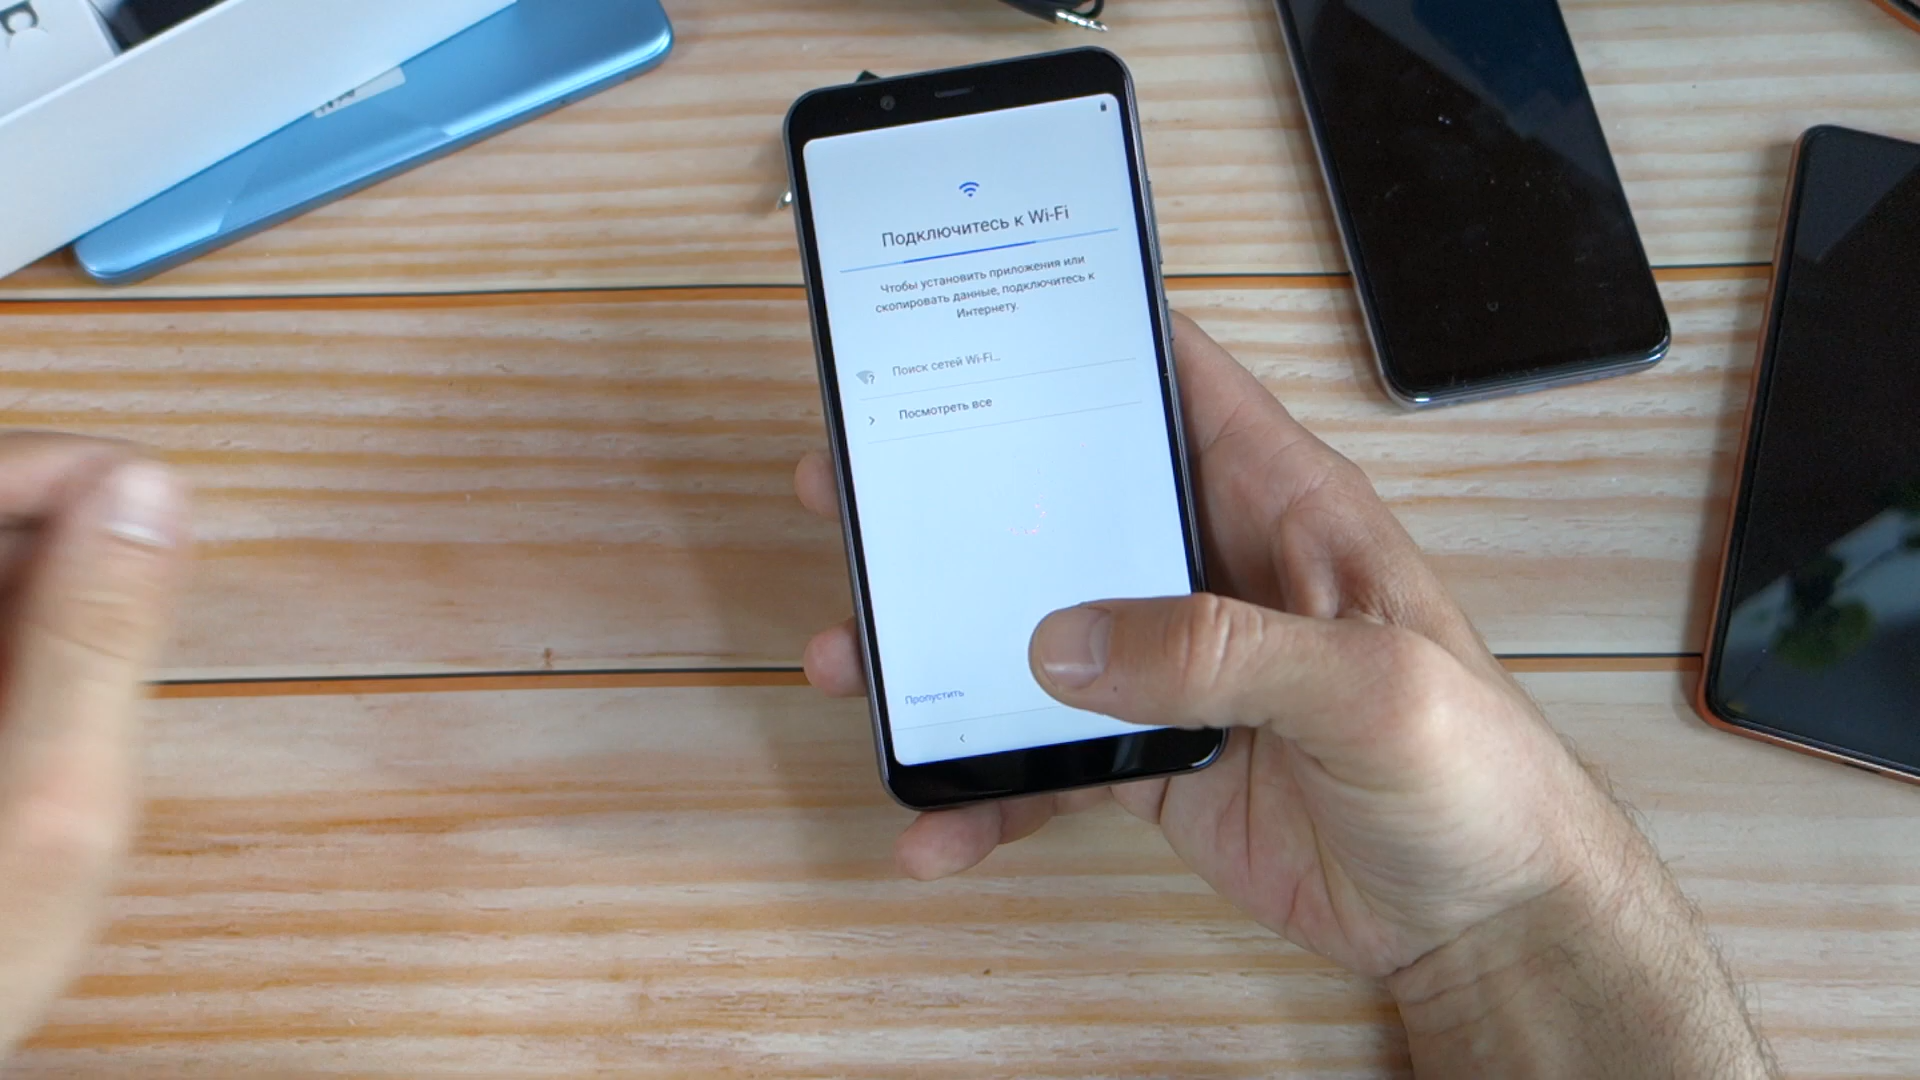 Подключитесь к Wi-Fi
Чтобы установить приложения или
скопировать данные, подключитесь к
Интернету.
Поиск сетей Wi-Fi...
Посмотреть все
Пропустить